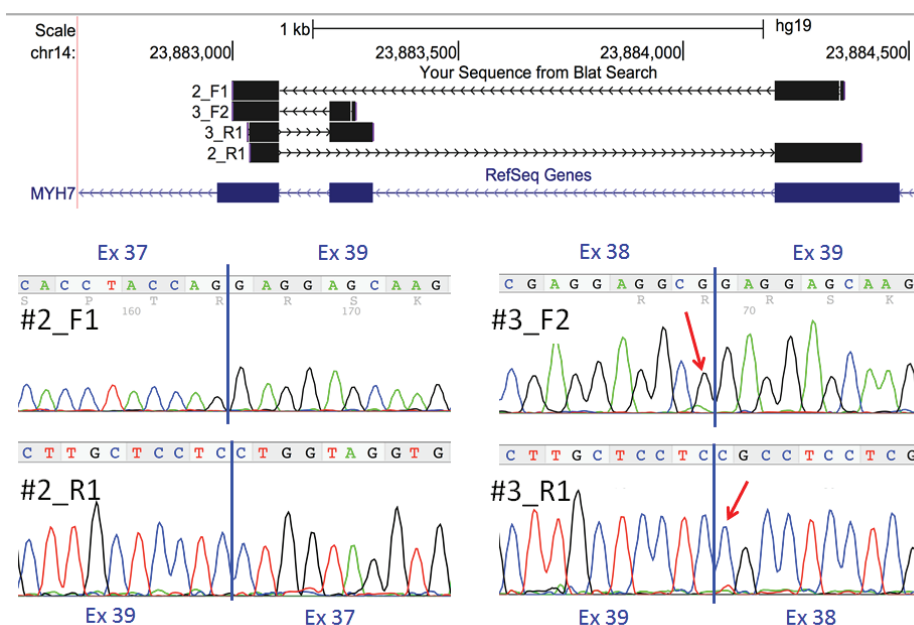 Scale 1 kb hg19
chr14: 23,883,000 23,883,500 23,884,000 23,884,500
Your Sequence from Blat Search
2_F1
3_F2
3_R1
2_R1
RefSeq Genes
MYH7
Ex 37 Ex 39
C A C C T A C C A G G A G G A G C A A G
S P T R R S K
160 170
#2_F1
Ex 38 Ex 39
C G A G G A G G C G G A G G A G C A A G
R R R S K
70
#3_F2
C T T G C T C C T C C T G G T A G G T G
#2_R1
Ex 39 Ex 37
C T T G C T C C T C C G C C T C C T C G
#3_R1
Ex 39 Ex 38